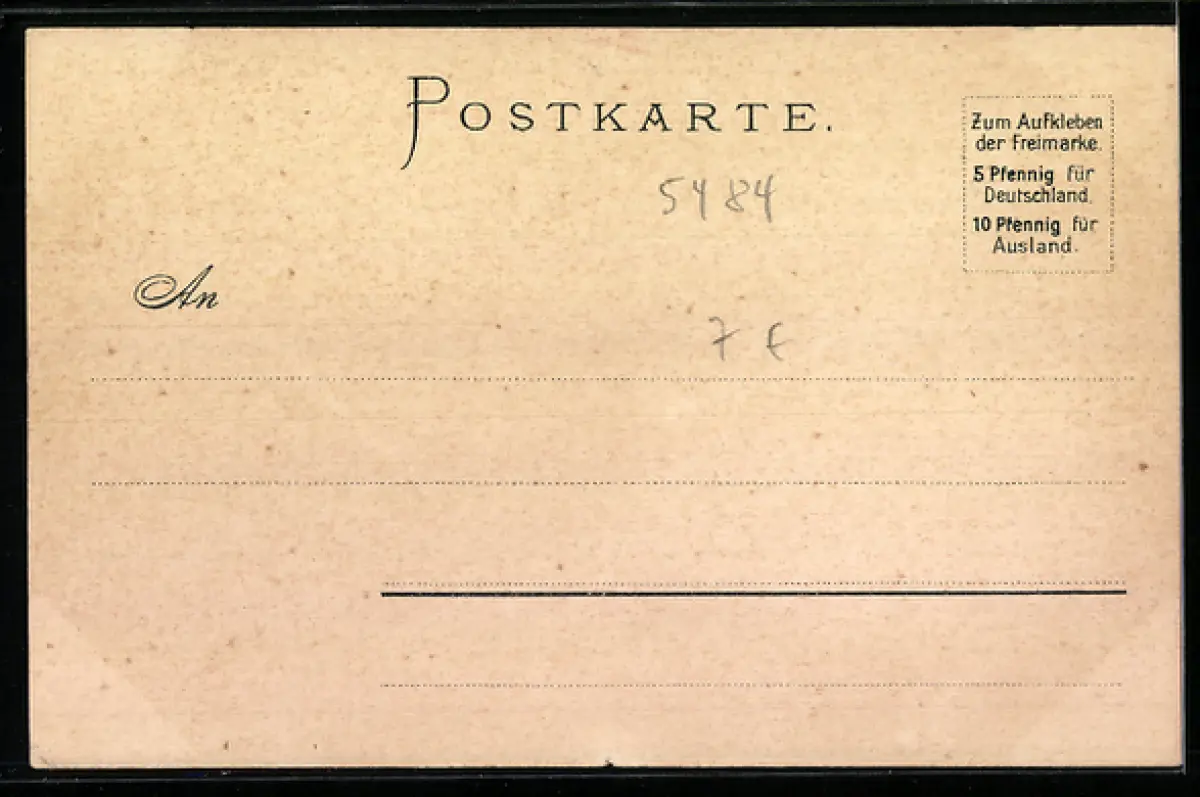 POSTKARTE.
Zum Aufkleben
der Freimarke.
5 Pfennig für
Deutschland.
10 Pfennig für
Ausland.
5484
An
7 €